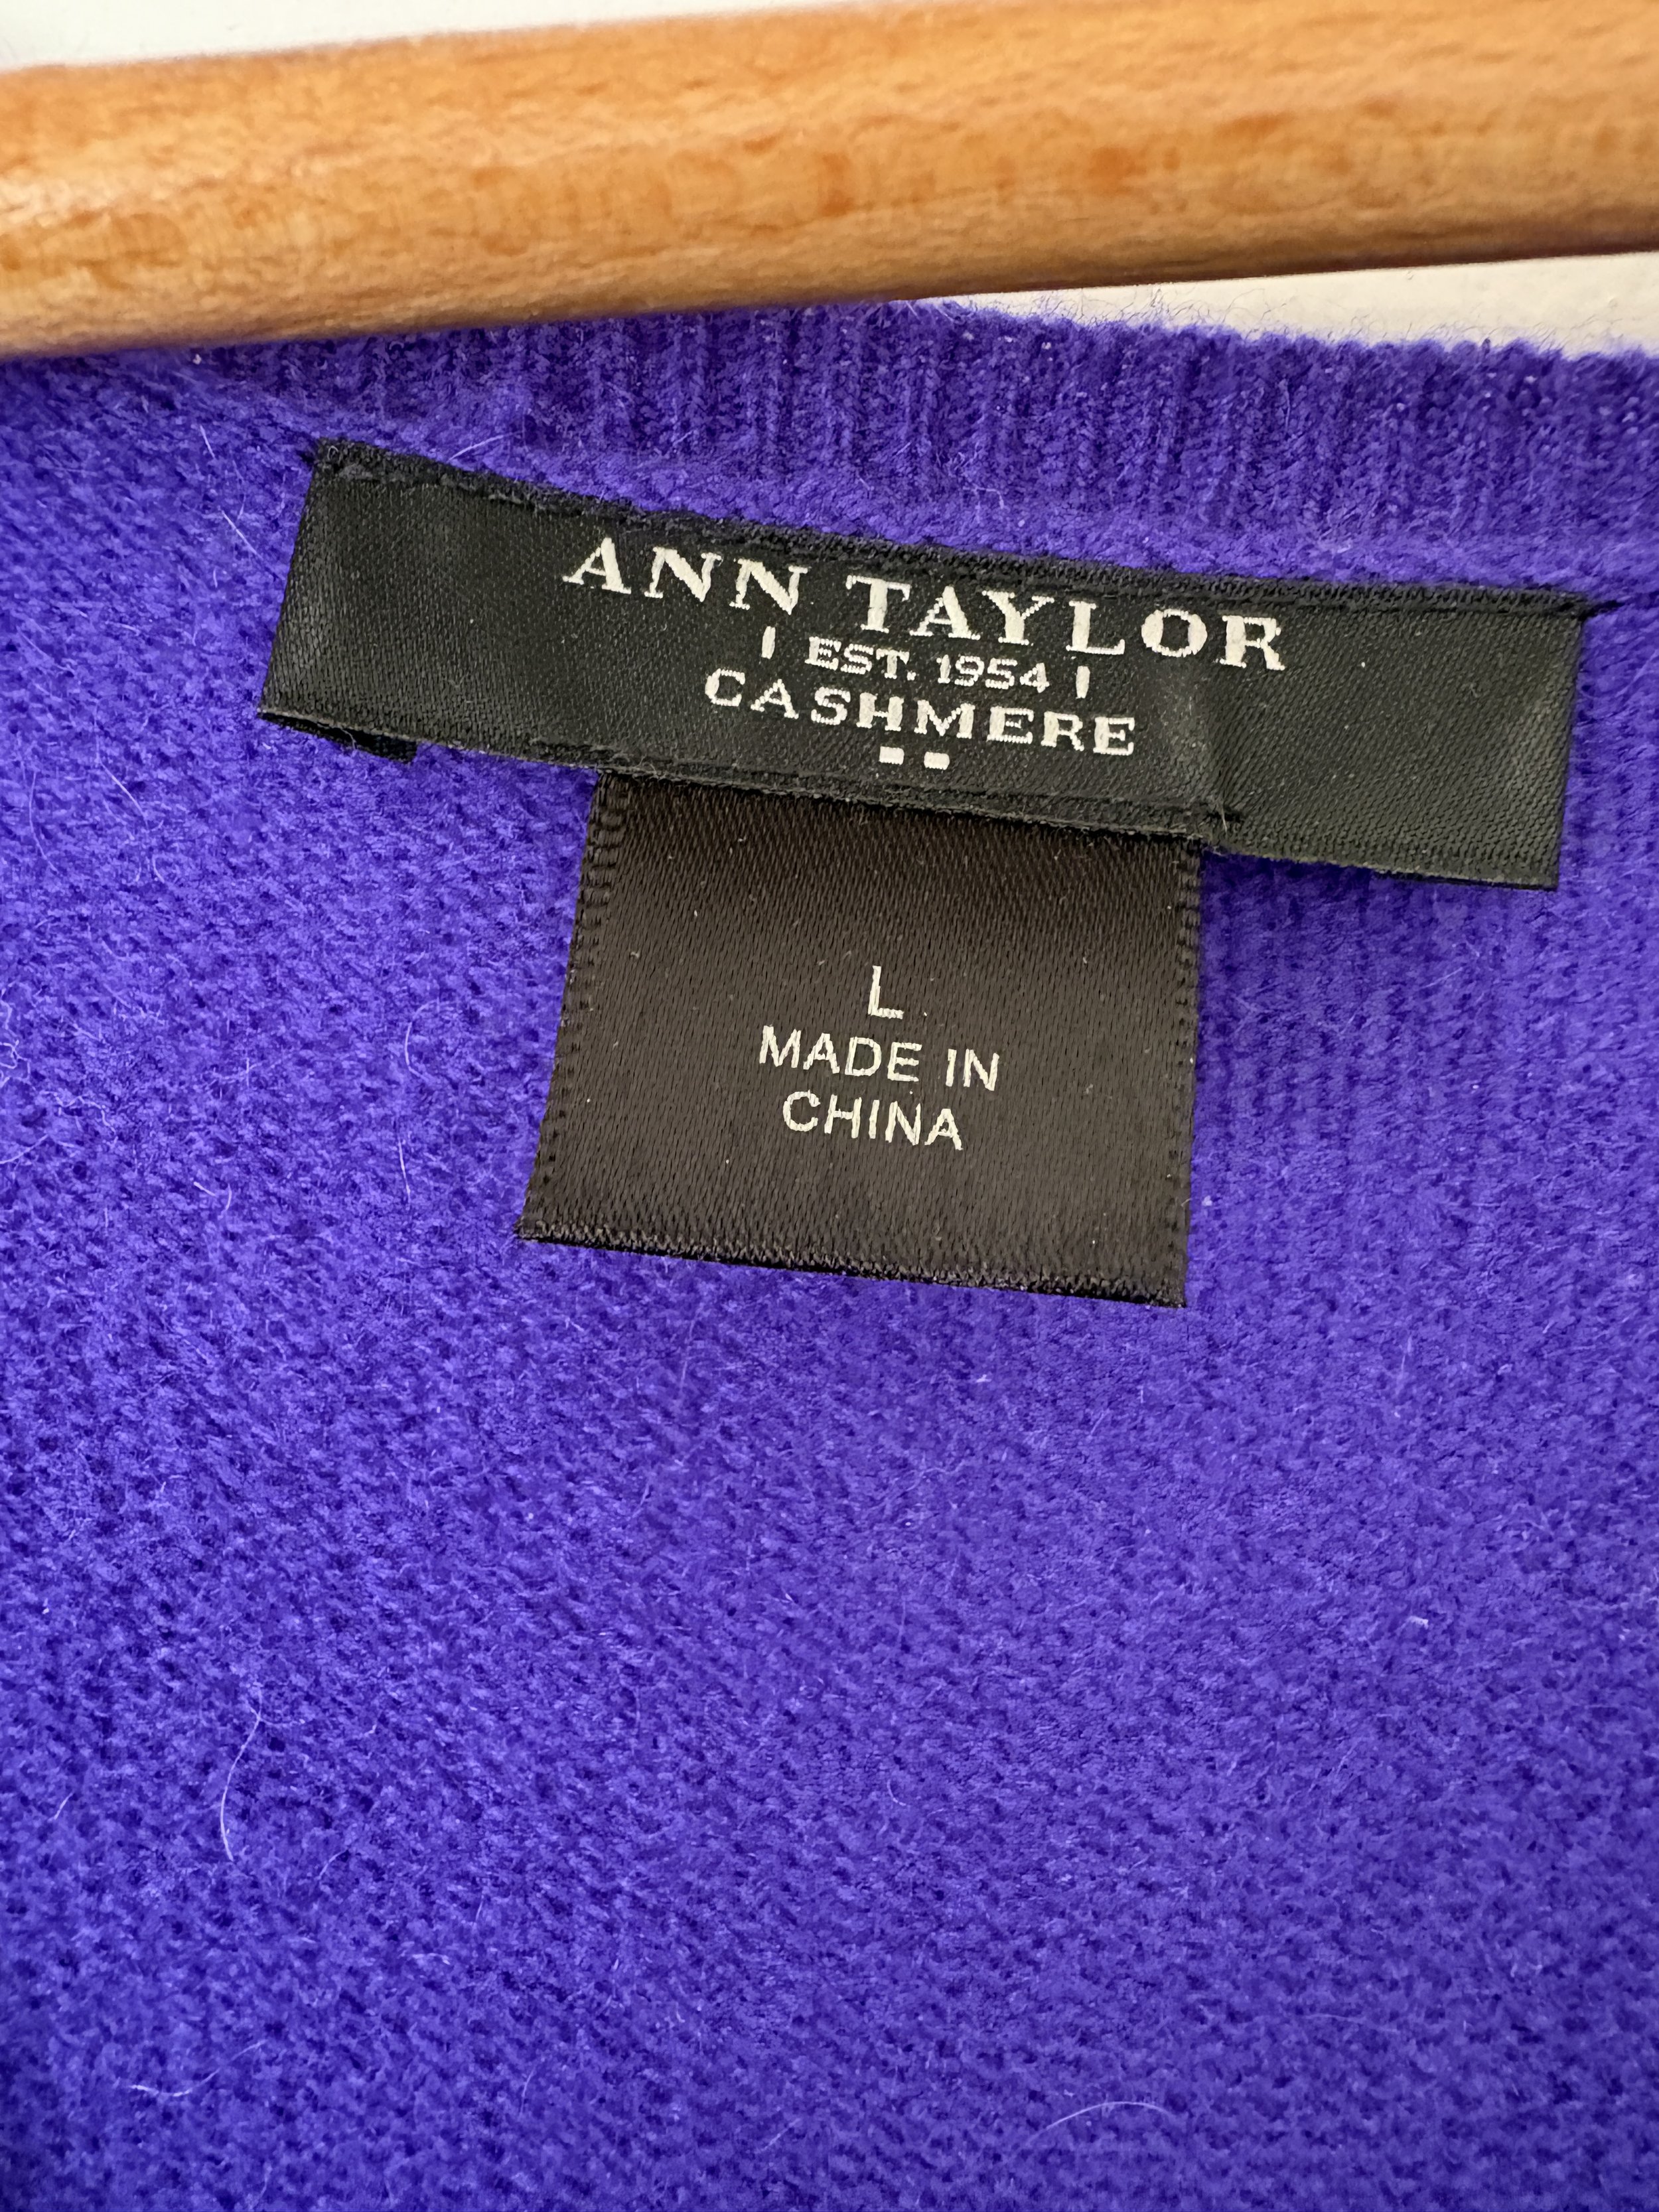 ANN TAYLOR
EST. 1954
CASHMERE
L
MADE IN
CHINA